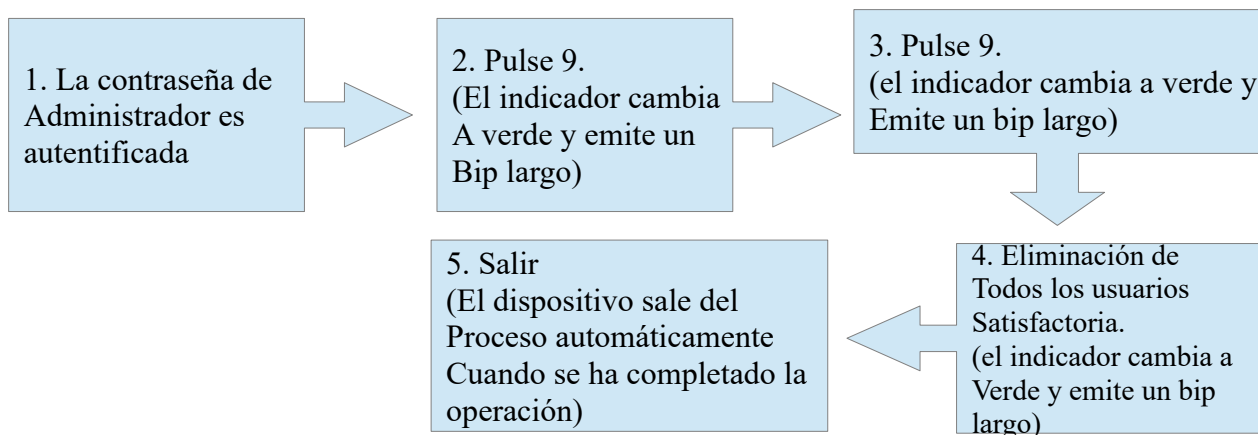 1. La contraseña de
Administrador es
autentificada
2. Pulse 9.
(El indicador cambia
A verde y emite un
Bip largo)
3. Pulse 9.
(el indicador cambia a verde y
Emite un bip largo)
4. Eliminación de
Todos los usuarios
Satisfactoria.
(el indicador cambia a
Verde y emite un bip
largo)
5. Salir
(El dispositivo sale del
Proceso automáticamente
Cuando se ha completado la
operación)